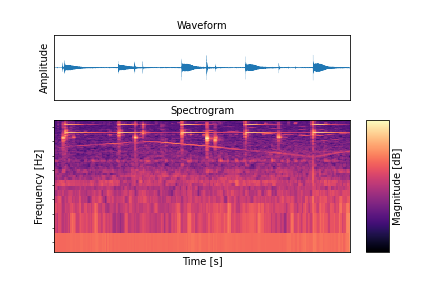 Waveform
Amplitude
Spectrogram
Frequency [Hz]
Magnitude [dB]
Time [s]